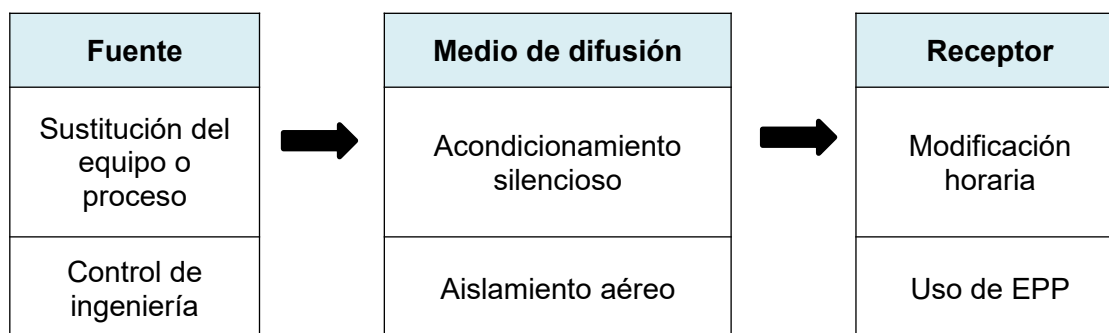 Fuente
Sustitución del
equipo o
proceso
Control de
ingeniería
Medio de difusión
Acondicionamiento
silencioso
Aislamiento aéreo
Receptor
Modificación
horaria
Uso de EPP